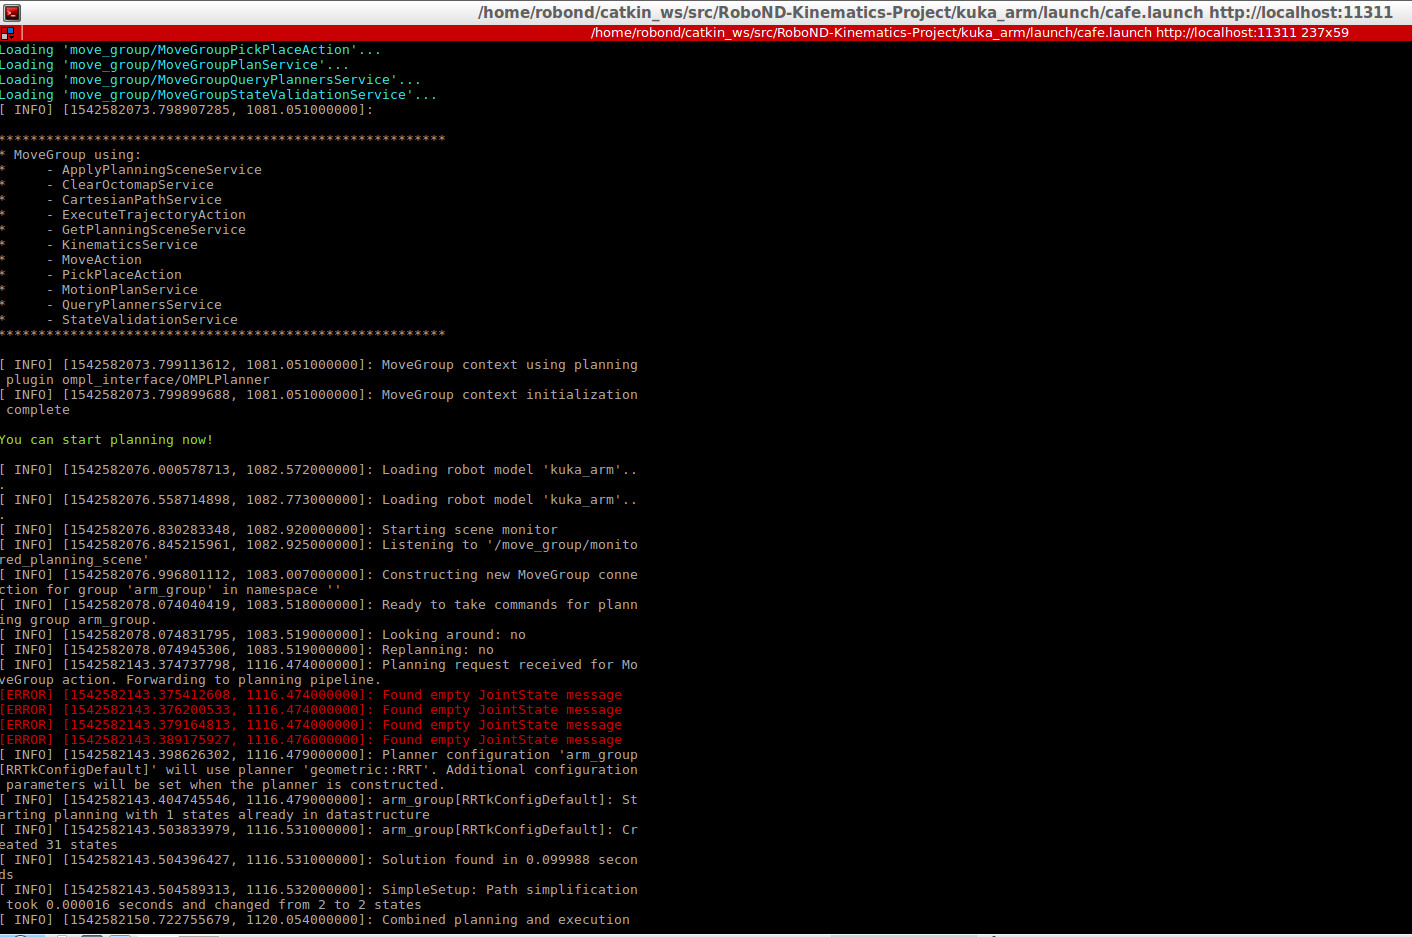 /home/robond/catkin_ws/src/RoboND-Kinematics-Project/kuka_arm/launch/cafe.launch http://localhost:11311
/home/robond/catkin_ws/src/RoboND-Kinematics-Project/kuka_arm/launch/cafe.launch http://localhost:11311 237x59
Loading 'move_group/MoveGroupPickPlaceAction'...
Loading 'move_group/MoveGroupPlanService'...
Loading 'move_group/MoveGroupQueryPlannersService'...
Loading 'move_group/MoveGroupStateValidationService'...
[ INFO] [1542582073.798907285, 1081.051000000]:
********************************************************
* MoveGroup using:
*     - ApplyPlanningSceneService
*     - ClearOctomapService
*     - CartesianPathService
*     - ExecuteTrajectoryAction
*     - GetPlanningSceneService
*     - KinematicsService
*     - MoveAction
*     - PickPlaceAction
*     - MotionPlanService
*     - QueryPlannersService
*     - StateValidationService
********************************************************
[ INFO] [1542582073.799113612, 1081.051000000]: MoveGroup context using planning
 plugin ompl_interface/OMPLPlanner
[ INFO] [1542582073.799899688, 1081.051000000]: MoveGroup context initialization
 complete
You can start planning now!
[ INFO] [1542582076.000578713, 1082.572000000]: Loading robot model 'kuka_arm'..
.
[ INFO] [1542582076.558714898, 1082.773000000]: Loading robot model 'kuka_arm'..
.
[ INFO] [1542582076.830283348, 1082.920000000]: Starting scene monitor
[ INFO] [1542582076.845215961, 1082.925000000]: Listening to '/move_group/monito
red_planning_scene'
[ INFO] [1542582076.996801112, 1083.007000000]: Constructing new MoveGroup conne
ction for group 'arm_group' in namespace ''
[ INFO] [1542582078.074040419, 1083.518000000]: Ready to take commands for plann
ing group arm_group.
[ INFO] [1542582078.074831795, 1083.519000000]: Looking around: no
[ INFO] [1542582078.074945306, 1083.519000000]: Replanning: no
[ INFO] [1542582143.374737798, 1116.474000000]: Planning request received for Mo
veGroup action. Forwarding to planning pipeline.
[ERROR] [1542582143.375412608, 1116.474000000]: Found empty JointState message
[ERROR] [1542582143.376200533, 1116.474000000]: Found empty JointState message
[ERROR] [1542582143.379164813, 1116.474000000]: Found empty JointState message
[ERROR] [1542582143.389175927, 1116.476000000]: Found empty JointState message
[ INFO] [1542582143.398626302, 1116.479000000]: Planner configuration 'arm_group
[RRTkConfigDefault]' will use planner 'geometric::RRT'. Additional configuration
 parameters will be set when the planner is constructed.
[ INFO] [1542582143.404745546, 1116.479000000]: arm_group[RRTkConfigDefault]: St
arting planning with 1 states already in datastructure
[ INFO] [1542582143.503833979, 1116.531000000]: arm_group[RRTkConfigDefault]: Cr
eated 31 states
[ INFO] [1542582143.504396427, 1116.531000000]: Solution found in 0.099988 secon
ds
[ INFO] [1542582143.504589313, 1116.532000000]: SimpleSetup: Path simplification
 took 0.000016 seconds and changed from 2 to 2 states
[ INFO] [1542582150.722755679, 1120.054000000]: Combined planning and execution